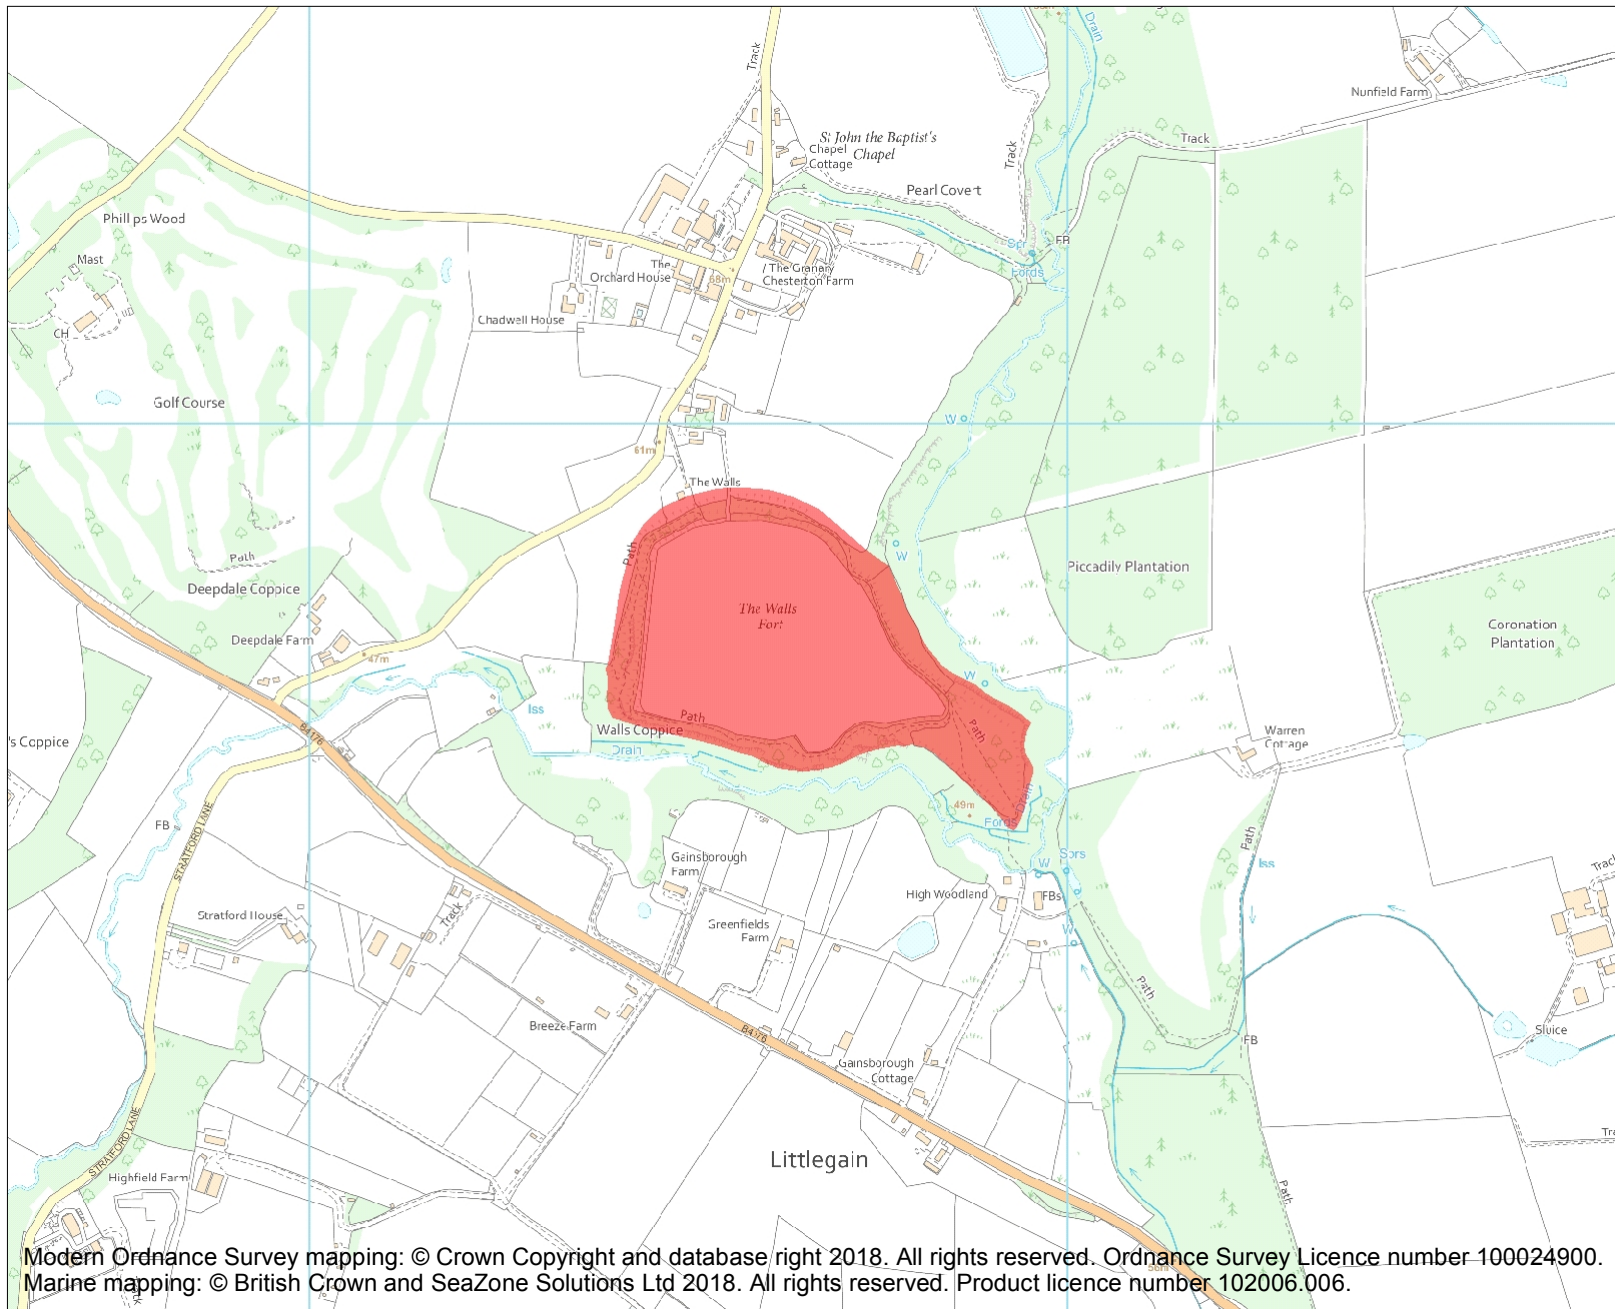 Drain
Track
Nunfield Farm
St John the Baptist's
Chapel
Chapel
Cottage
Track
Track
Pearl Covert
Phillips Wood
Spr
FB
Mast
The
Orchard House
The Granary
Chesterton Farm
Fords
68m
CH
Chadwell House
Golf Course
W
61m
The Walls
Path
Path
W
Piccadily Plantation
Deepdale Coppice
The Walls
Fort
Coronation
Plantation
Deepdale Farm
47m
W
Iss
Path
Walls Coppice
Path
Warren
Cottage
's Coppice
Drain
B4176
49m
Drain
Fords
FB
STRATFORD LANE
Path
Gainsborough
Farm
W
Sprs
Iss
Track
High Woodland
FBs
Stratford House
Track
Greenfields
Farm
W
Path
Breeze Farm
B4176
Sluice
FB
Gainsborough
Cottage
STRATFORD LANE
Littlegain
Highfield Farm
Path
Modern Ordnance Survey mapping: © Crown Copyright and database right 2018. All rights reserved. Ordnance Survey Licence number 100024900.
Marine mapping: © British Crown and SeaZone Solutions Ltd 2018. All rights reserved. Product licence number 102006.006.